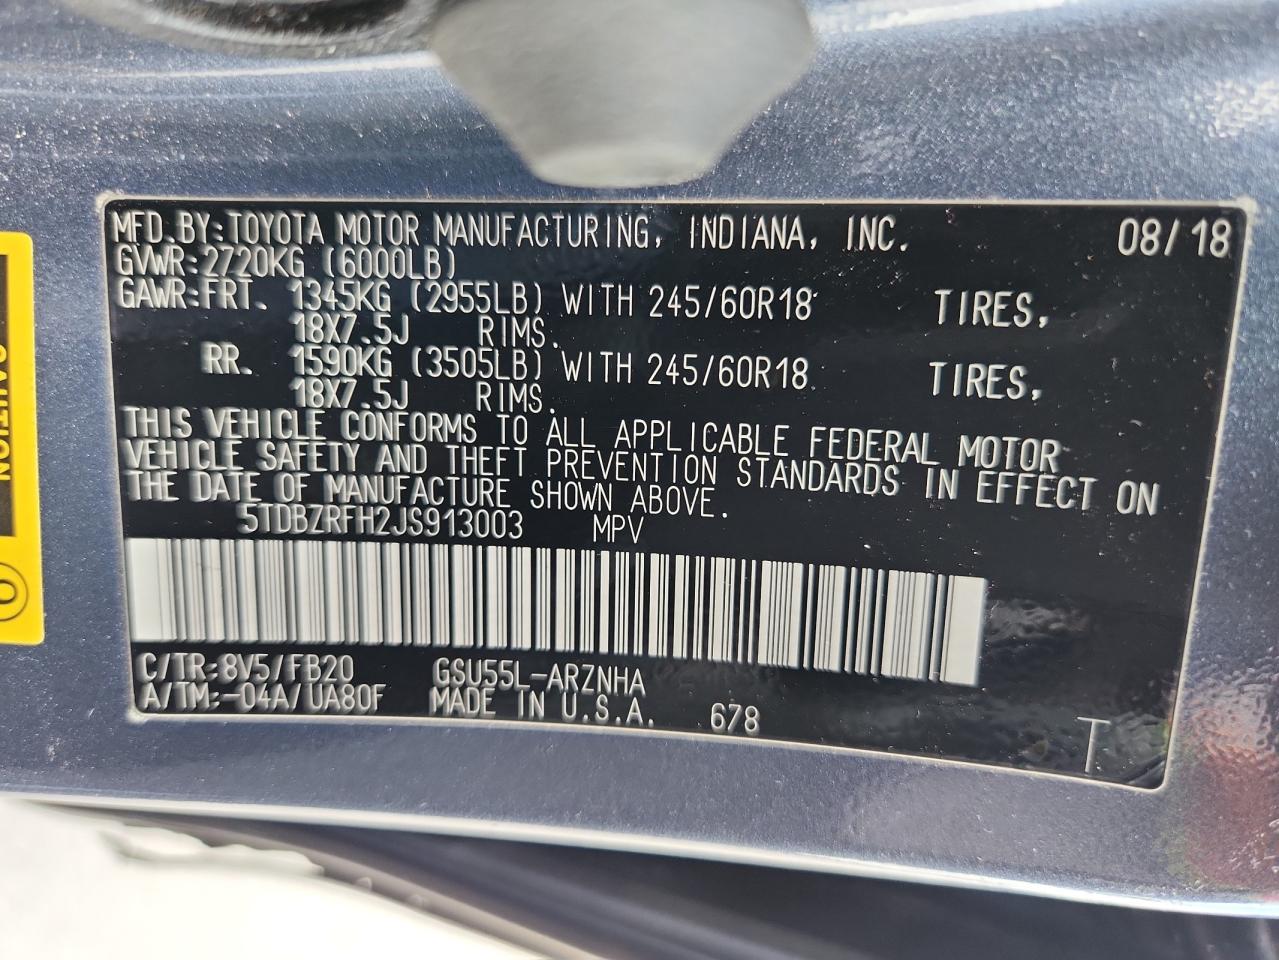 MFD.BY:TOYOTA MOTOR MANUFACTURING, INDIANA, INC. 08/18
GVWR:2720KG (6000LB)
GAWR:FRT. 1345KG (2955LB) WITH 245/60R18 TIRES,
18X7.5J RIMS.
RR. 1590KG (3505LB) WITH 245/60R18 TIRES,
18X7.5J RIMS.
THIS VEHICLE CONFORMS TO ALL APPLICABLE FEDERAL MOTOR
VEHICLE SAFETY AND THEFT PREVENTION STANDARDS IN EFFECT ON
THE DATE OF MANUFACTURE SHOWN ABOVE.
5TDBZRFH2JS913003 MPV
C/TR:8V5/FB20 GSU55L-ARZNHA
A/TM:-04A/UA80F MADE IN U.S.A. 678 T